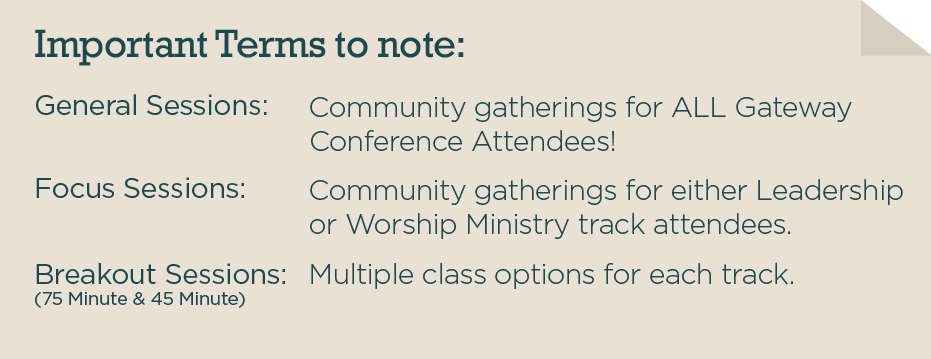 Important Terms to note:
General Sessions: Community gatherings for ALL Gateway
Conference Attendees!
Focus Sessions: Community gatherings for either Leadership
or Worship Ministry track attendees.
Breakout Sessions: Multiple class options for each track.
(75 Minute & 45 Minute)